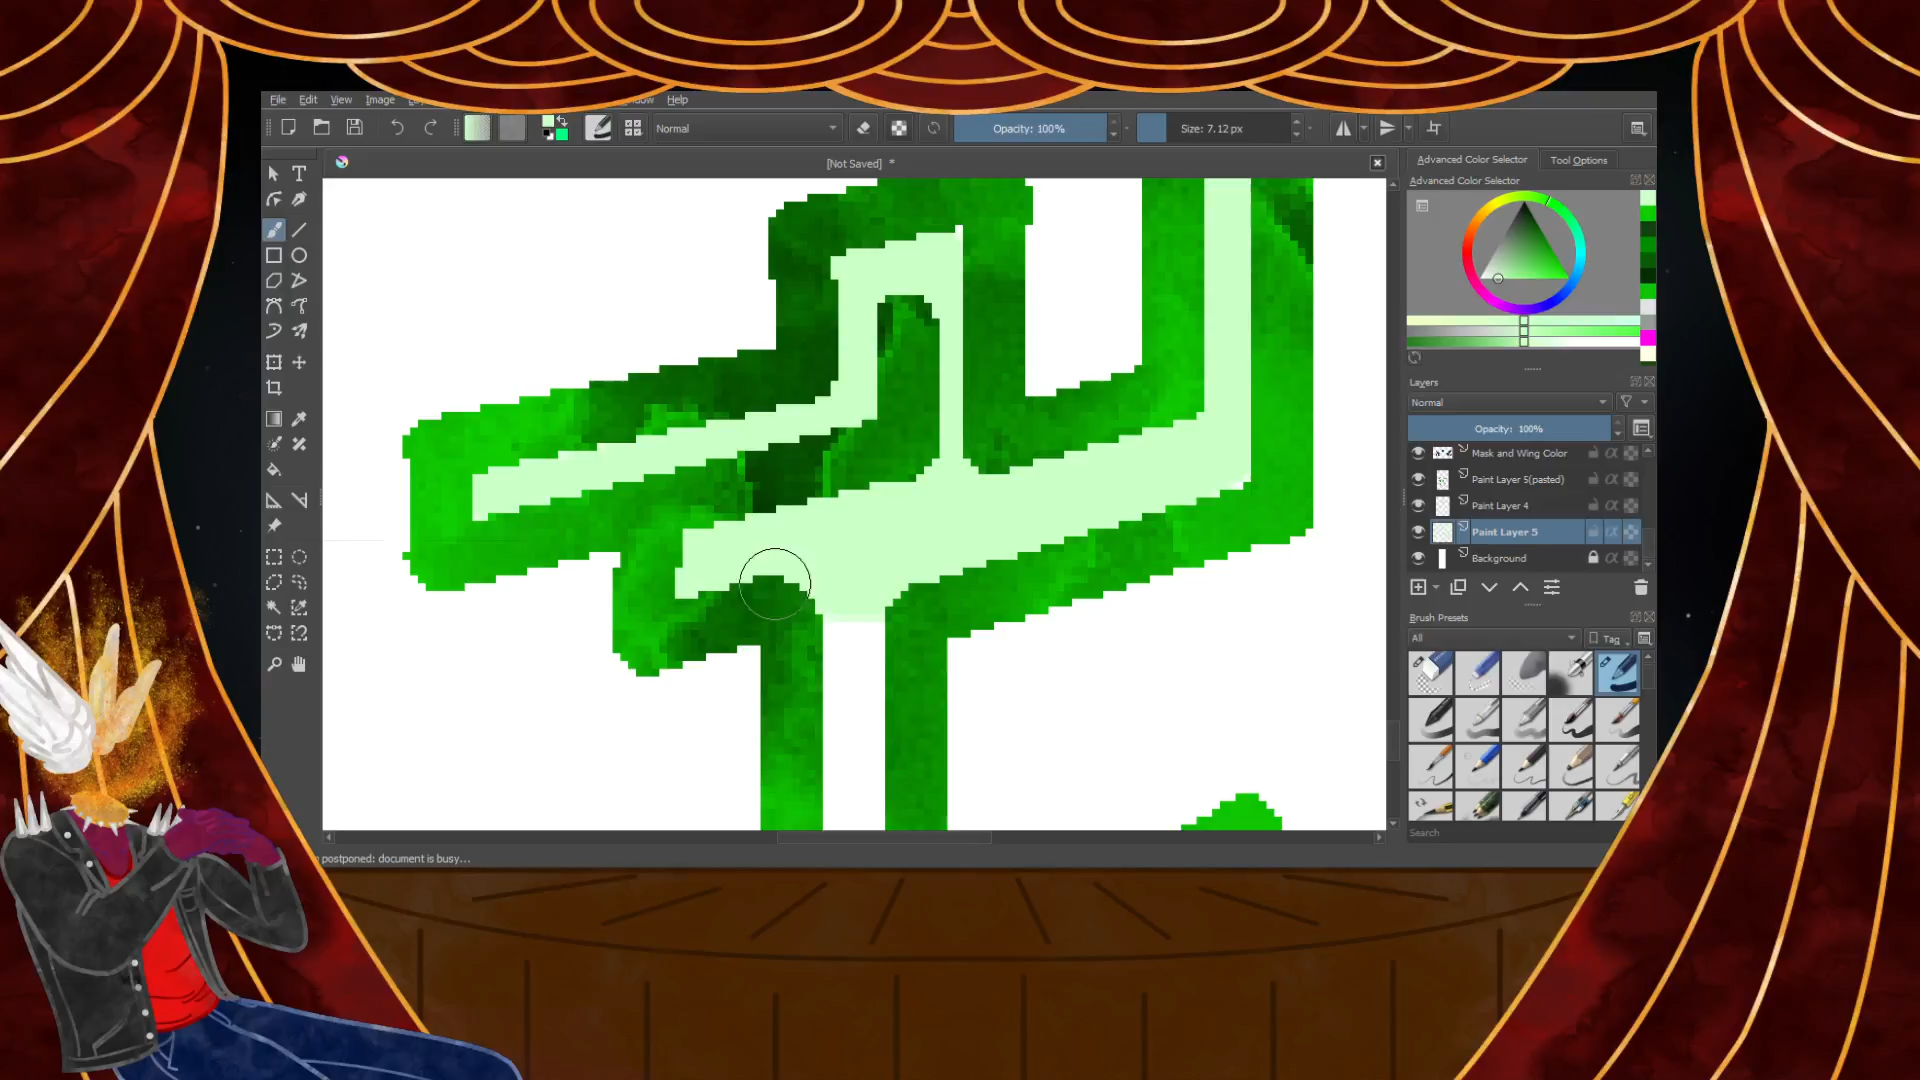 File Edit View Image Help
Normal
Opacity: 100%
Size: 7.12 px
[Not Saved] *
Advanced Color Selector
Tool Options
Advanced Color Selector
Layers
Normal
Opacity: 100%
Mask and Wing Color
Paint Layer 5(pasted)
Paint Layer 4
Paint Layer 5
Background
Brush Presets
All
Tag
Search
postponed: document is busy...